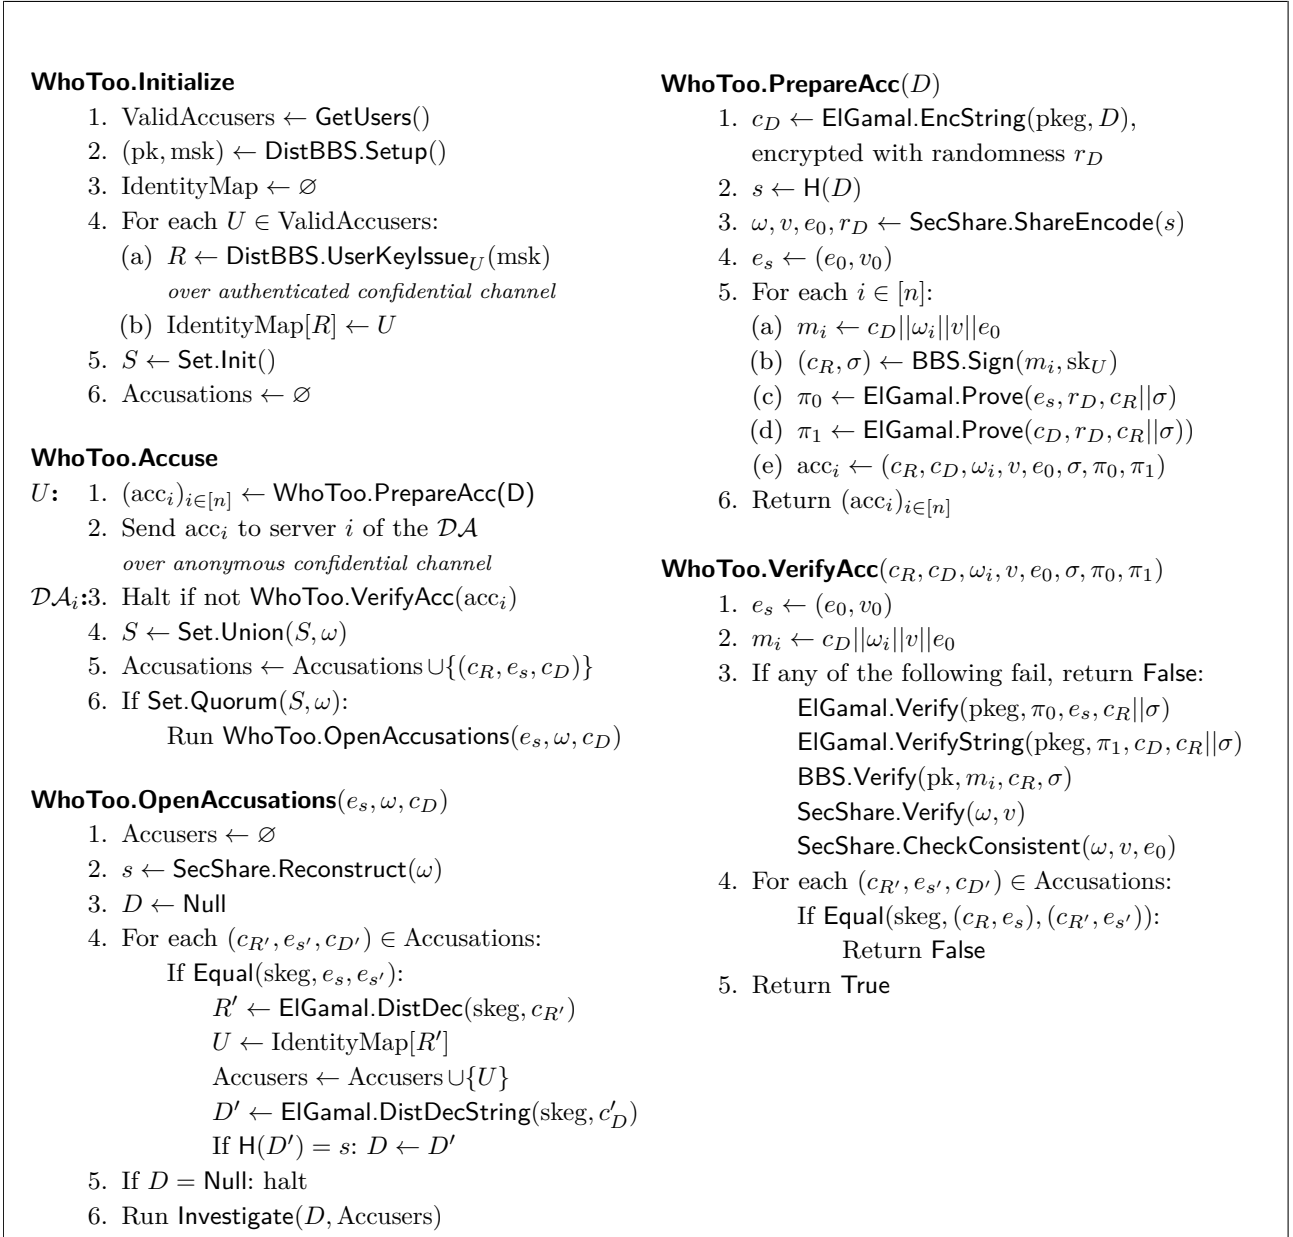 WhoToo.Initialize
1. ValidAccusers ← GetUsers()
2. (pk, msk) ← DistBBS.Setup()
3. IdentityMap ← ∅
4. For each U ∈ ValidAccusers:
(a) R ← DistBBS.UserKeyIssue_U(msk)
over authenticated confidential channel
(b) IdentityMap[R] ← U
5. S ← Set.Init()
6. Accusations ← ∅
WhoToo.Accuse
U: 1. (acc_i)_{i∈[n]} ← WhoToo.PrepareAcc(D)
2. Send acc_i to server i of the 𝒟𝒜
over anonymous confidential channel
𝒟𝒜_i: 3. Halt if not WhoToo.VerifyAcc(acc_i)
4. S ← Set.Union(S, ω)
5. Accusations ← Accusations ∪{(c_R, e_s, c_D)}
6. If Set.Quorum(S, ω):
Run WhoToo.OpenAccusations(e_s, ω, c_D)
WhoToo.OpenAccusations(e_s, ω, c_D)
1. Accusers ← ∅
2. s ← SecShare.Reconstruct(ω)
3. D ← Null
4. For each (c_{R'}, e_{s'}, c_{D'}) ∈ Accusations:
If Equal(skeg, e_s, e_{s'}):
R' ← ElGamal.DistDec(skeg, c_{R'})
U ← IdentityMap[R']
Accusers ← Accusers ∪{U}
D' ← ElGamal.DistDecString(skeg, c'_D)
If H(D') = s: D ← D'
5. If D = Null: halt
6. Run Investigate(D, Accusers)
WhoToo.PrepareAcc(D)
1. c_D ← ElGamal.EncString(pkeg, D),
encrypted with randomness r_D
2. s ← H(D)
3. ω, v, e_0, r_D ← SecShare.ShareEncode(s)
4. e_s ← (e_0, v_0)
5. For each i ∈ [n]:
(a) m_i ← c_D||ω_i||v||e_0
(b) (c_R, σ) ← BBS.Sign(m_i, sk_U)
(c) π_0 ← ElGamal.Prove(e_s, r_D, c_R||σ)
(d) π_1 ← ElGamal.Prove(c_D, r_D, c_R||σ))
(e) acc_i ← (c_R, c_D, ω_i, v, e_0, σ, π_0, π_1)
6. Return (acc_i)_{i∈[n]}
WhoToo.VerifyAcc(c_R, c_D, ω_i, v, e_0, σ, π_0, π_1)
1. e_s ← (e_0, v_0)
2. m_i ← c_D||ω_i||v||e_0
3. If any of the following fail, return False:
ElGamal.Verify(pkeg, π_0, e_s, c_R||σ)
ElGamal.VerifyString(pkeg, π_1, c_D, c_R||σ)
BBS.Verify(pk, m_i, c_R, σ)
SecShare.Verify(ω, v)
SecShare.CheckConsistent(ω, v, e_0)
4. For each (c_{R'}, e_{s'}, c_{D'}) ∈ Accusations:
If Equal(skeg, (c_R, e_s), (c_{R'}, e_{s'})):
Return False
5. Return True